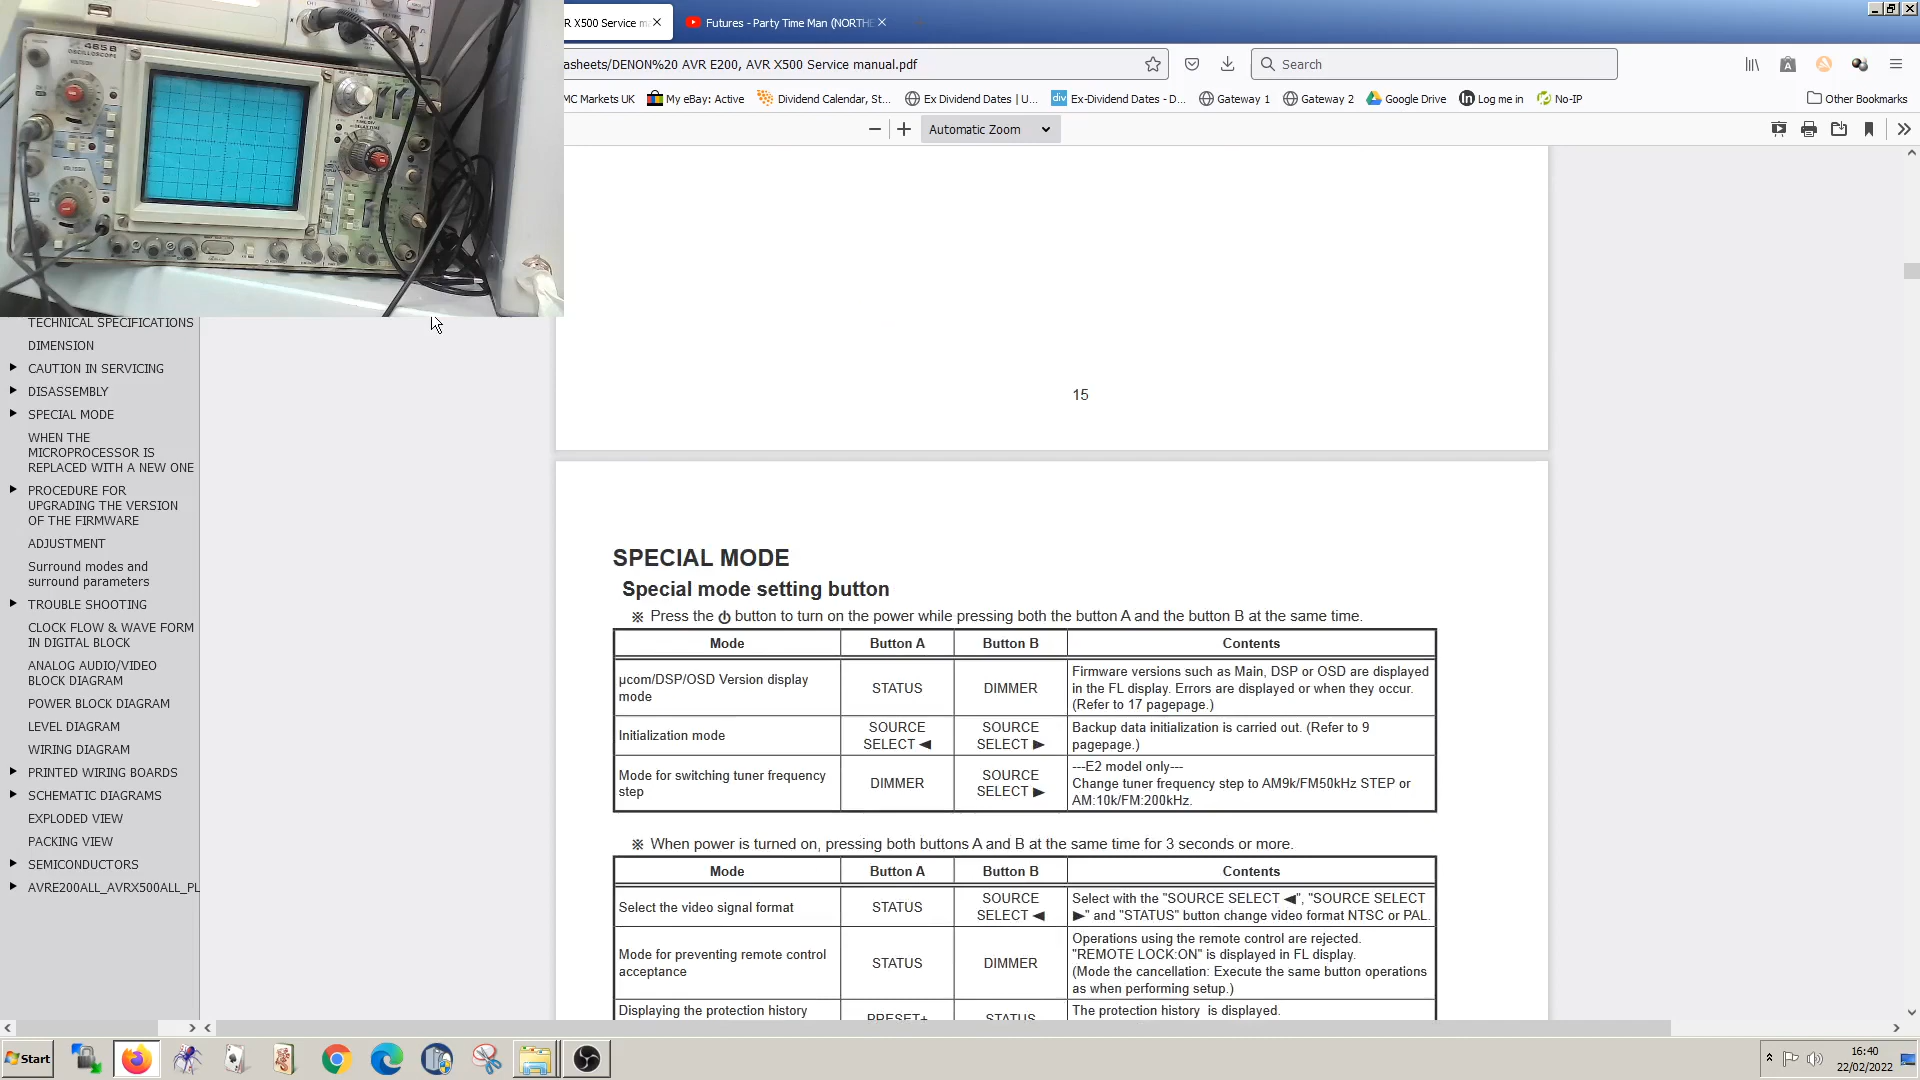 465B
OSCILLOSCOPE
R X500 Service m
Futures - Party Time Man (NORTHE
asheets/DENON%20 AVR E200, AVR X500 Service manual.pdf
Search
MC Markets UK
My eBay: Active
Dividend Calendar, St...
Ex Dividend Dates | U...
div
Ex-Dividend Dates - D...
Gateway 1
Gateway 2
Google Drive
Log me in
No-IP
Other Bookmarks
Automatic Zoom
TECHNICAL SPECIFICATIONS
DIMENSION
CAUTION IN SERVICING
DISASSEMBLY
SPECIAL MODE
WHEN THE
MICROPROCESSOR IS
REPLACED WITH A NEW ONE
PROCEDURE FOR
UPGRADING THE VERSION
OF THE FIRMWARE
ADJUSTMENT
Surround modes and
surround parameters
TROUBLE SHOOTING
CLOCK FLOW & WAVE FORM
IN DIGITAL BLOCK
ANALOG AUDIO/VIDEO
BLOCK DIAGRAM
POWER BLOCK DIAGRAM
LEVEL DIAGRAM
WIRING DIAGRAM
PRINTED WIRING BOARDS
SCHEMATIC DIAGRAMS
EXPLODED VIEW
PACKING VIEW
SEMICONDUCTORS
AVRE200ALL_AVRX500ALL_PL
15
SPECIAL MODE
Special mode setting button
※ Press the ⏻ button to turn on the power while pressing both the button A and the button B at the same time.
Mode Button A Button B Contents
μcom/DSP/OSD Version display
mode
STATUS
DIMMER
Firmware versions such as Main, DSP or OSD are displayed
in the FL display. Errors are displayed or when they occur.
(Refer to 17 pagepage.)
Initialization mode
SOURCE
SELECT ◀
SOURCE
SELECT ▶
Backup data initialization is carried out. (Refer to 9
pagepage.)
Mode for switching tuner frequency
step
DIMMER
SOURCE
SELECT ▶
---E2 model only---
Change tuner frequency step to AM9k/FM50kHz STEP or
AM:10k/FM:200kHz.
※ When power is turned on, pressing both buttons A and B at the same time for 3 seconds or more.
Mode Button A Button B Contents
Select the video signal format
STATUS
SOURCE
SELECT ◀
Select with the "SOURCE SELECT ◀", "SOURCE SELECT
▶" and "STATUS" button change video format NTSC or PAL.
Mode for preventing remote control
acceptance
STATUS
DIMMER
Operations using the remote control are rejected.
"REMOTE LOCK:ON" is displayed in FL display.
(Mode the cancellation: Execute the same button operations
as when performing setup.)
Displaying the protection history
PRESET+
STATUS
The protection history is displayed.
Start
16:40
22/02/2022